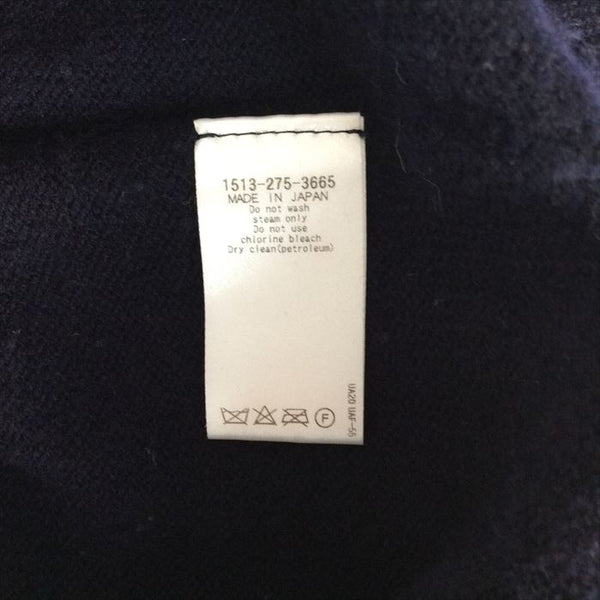 1513-275-3665
MADE IN JAPAN
Do not wash
steam only
Do not use
chlorine bleach
Dry clean(petroleum)
F
UA20 UAF-55